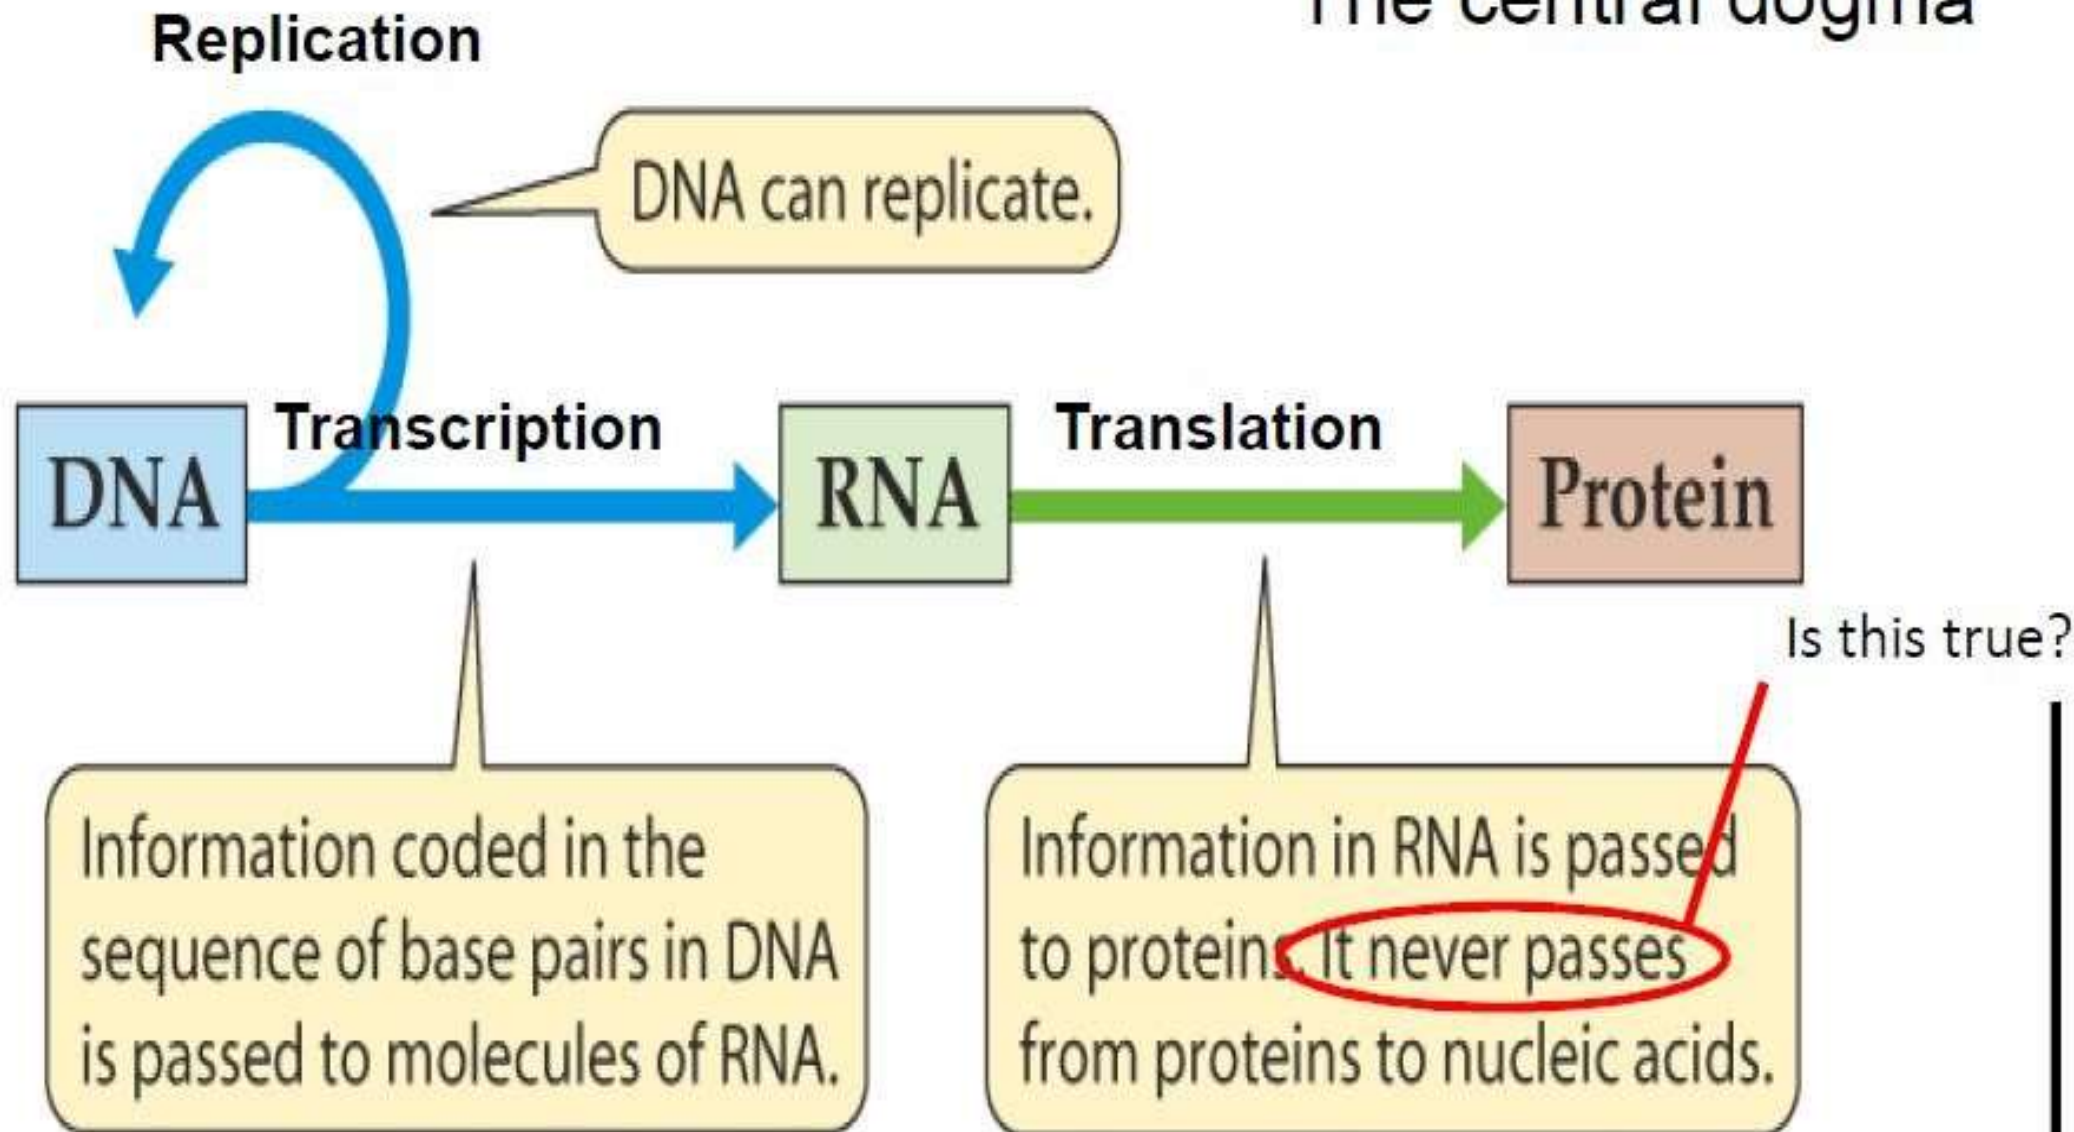 The central dogma
Replication
DNA can replicate.
DNA
Transcription
RNA
Translation
Protein
Is this true?
Information coded in the
sequence of base pairs in DNA
is passed to molecules of RNA.
Information in RNA is passed
to proteins. It never passes
from proteins to nucleic acids.